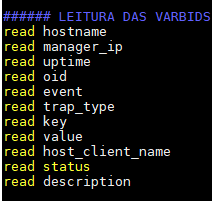 ###### LEITURA DAS VARBIDS
read hostname
read manager_ip
read uptime
read oid
read event
read trap_type
read key
read value
read host_client_name
read status
read description